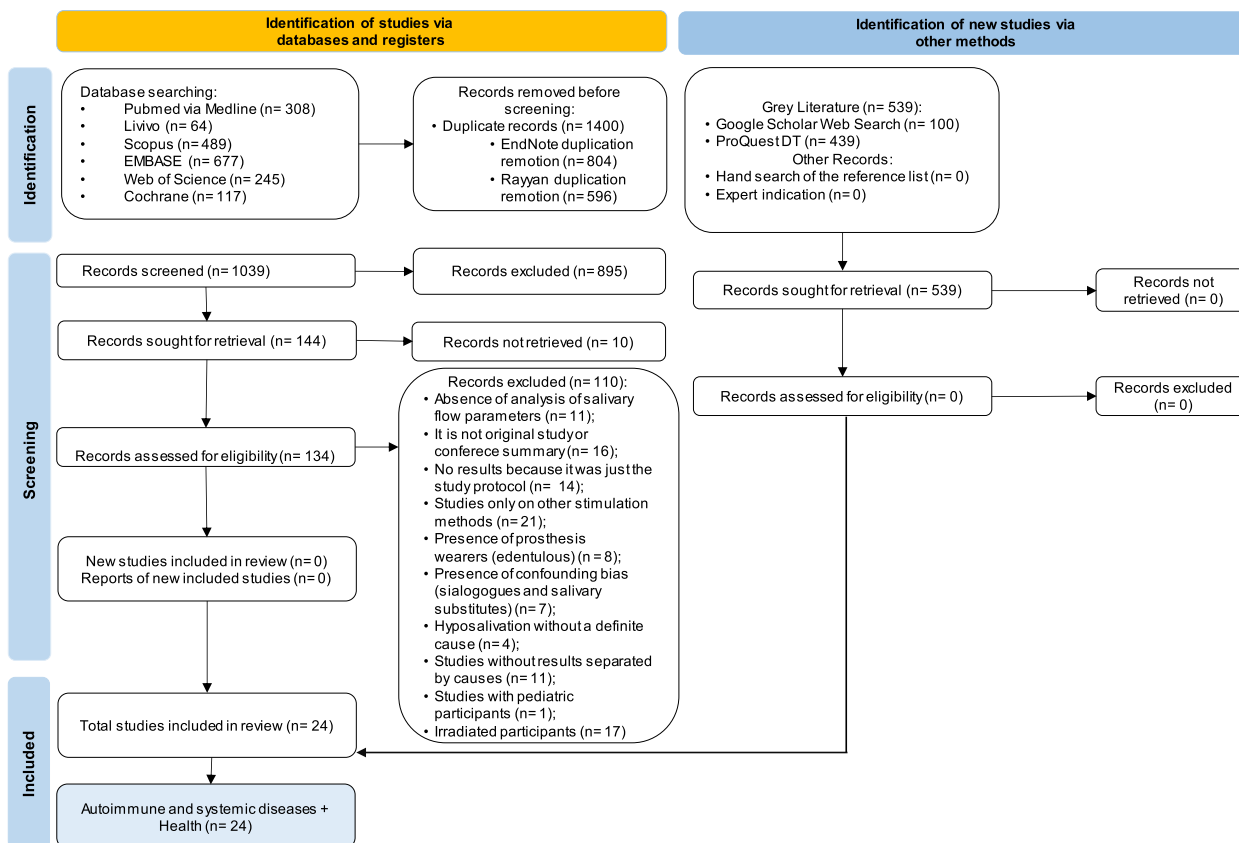 Identification of studies via
databases and registers
Identification of new studies via
other methods
Identification
Database searching:
• Pubmed via Medline (n= 308)
• Livivo (n= 64)
• Scopus (n= 489)
• EMBASE (n= 677)
• Web of Science (n= 245)
• Cochrane (n= 117)
Records removed before
screening:
• Duplicate records (n= 1400)
• EndNote duplication
remotion (n= 804)
• Rayyan duplication
remotion (n= 596)
Grey Literature (n= 539):
• Google Scholar Web Search (n= 100)
• ProQuest DT (n= 439)
Other Records:
• Hand search of the reference list (n= 0)
• Expert indication (n= 0)
Screening
Records screened (n= 1039)
Records excluded (n= 895)
Records sought for retrieval (n= 144)
Records not retrieved (n= 10)
Records assessed for eligibility (n= 134)
Records excluded (n= 110):
• Absence of analysis of salivary
flow parameters (n= 11);
• It is not original study or
conferece summary (n= 16);
• No results because it was just the
study protocol (n= 14);
• Studies only on other stimulation
methods (n= 21);
• Presence of prosthesis
wearers (edentulous) (n= 8);
• Presence of confounding bias
(sialogogues and salivary
substitutes) (n= 7);
• Hyposalivation without a definite
cause (n= 4);
• Studies without results separated
by causes (n= 11);
• Studies with pediatric
participants (n= 1);
• Irradiated participants (n= 17)
Records sought for retrieval (n= 539)
Records not
retrieved (n= 0)
Records assessed for eligibility (n= 0)
Records excluded
(n= 0)
New studies included in review (n= 0)
Reports of new included studies (n= 0)
Included
Total studies included in review (n= 24)
Autoimmune and systemic diseases +
Health (n= 24)